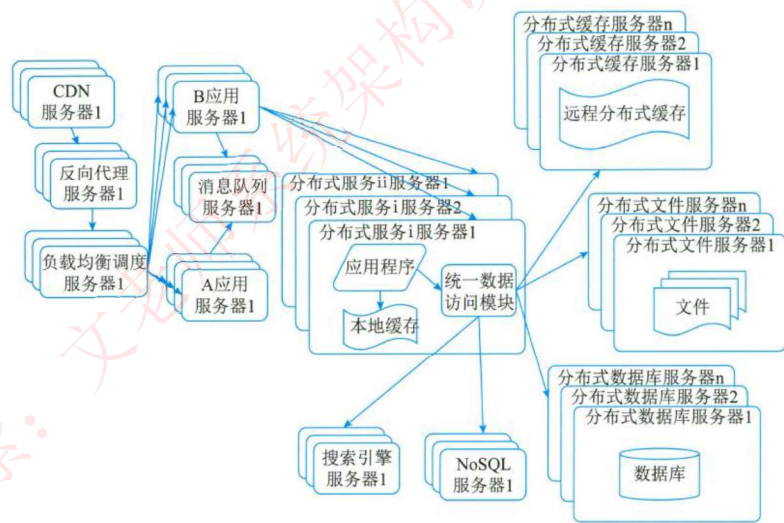 CDN
服务器1
反向代理
服务器1
负载均衡调度
服务器1
B应用
服务器1
消息队列
服务器1
A应用
服务器1
分布式服务ii服务器1
分布式服务i服务器2
分布式服务i服务器1
应用程序
本地缓存
统一数据
访问模块
搜索引擎
服务器1
NoSQL
服务器1
分布式缓存服务器n
分布式缓存服务器2
分布式缓存服务器1
远程分布式缓存
分布式文件服务器n
分布式文件服务器2
分布式文件服务器1
文件
分布式数据库服务器n
分布式数据库服务器2
分布式数据库服务器1
数据库
文老师系统架构